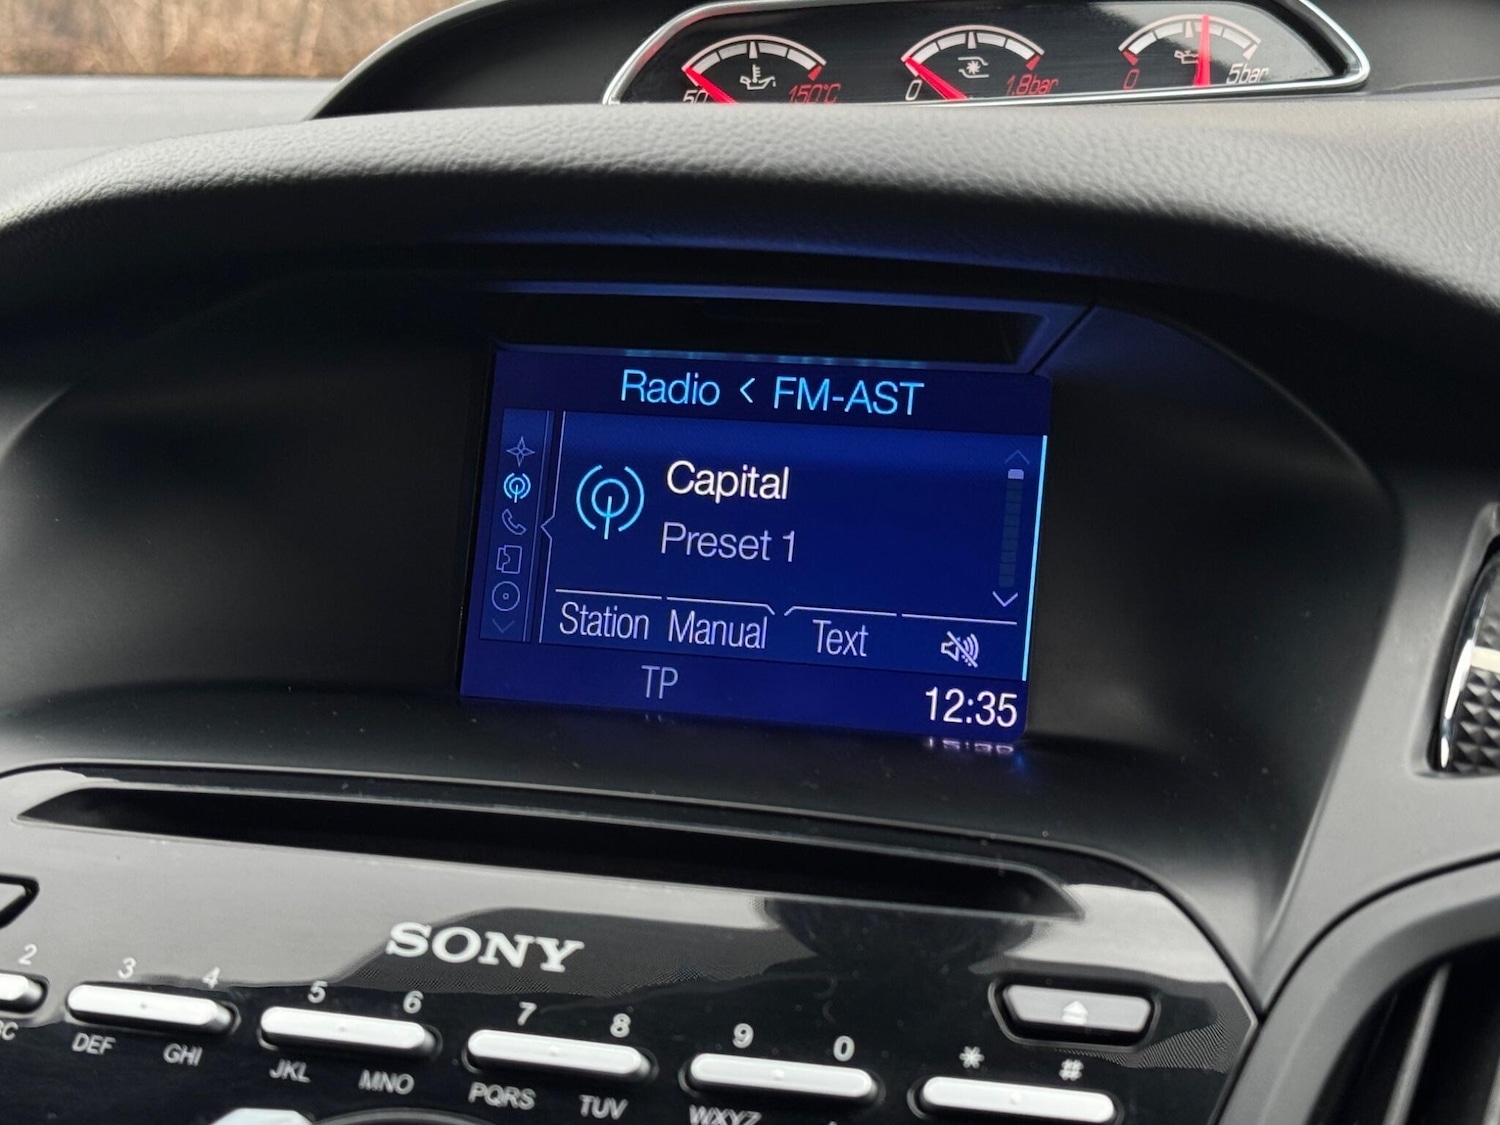 50 150°C
0 1.8bar
0 5bar
Radio < FM-AST
Capital
Preset 1
Station Manual Text
TP
12:35
SONY
2 3 4 5 6 7 8 9 0 * #
DEF GHI JKL MNO PQRS TUV WXYZ